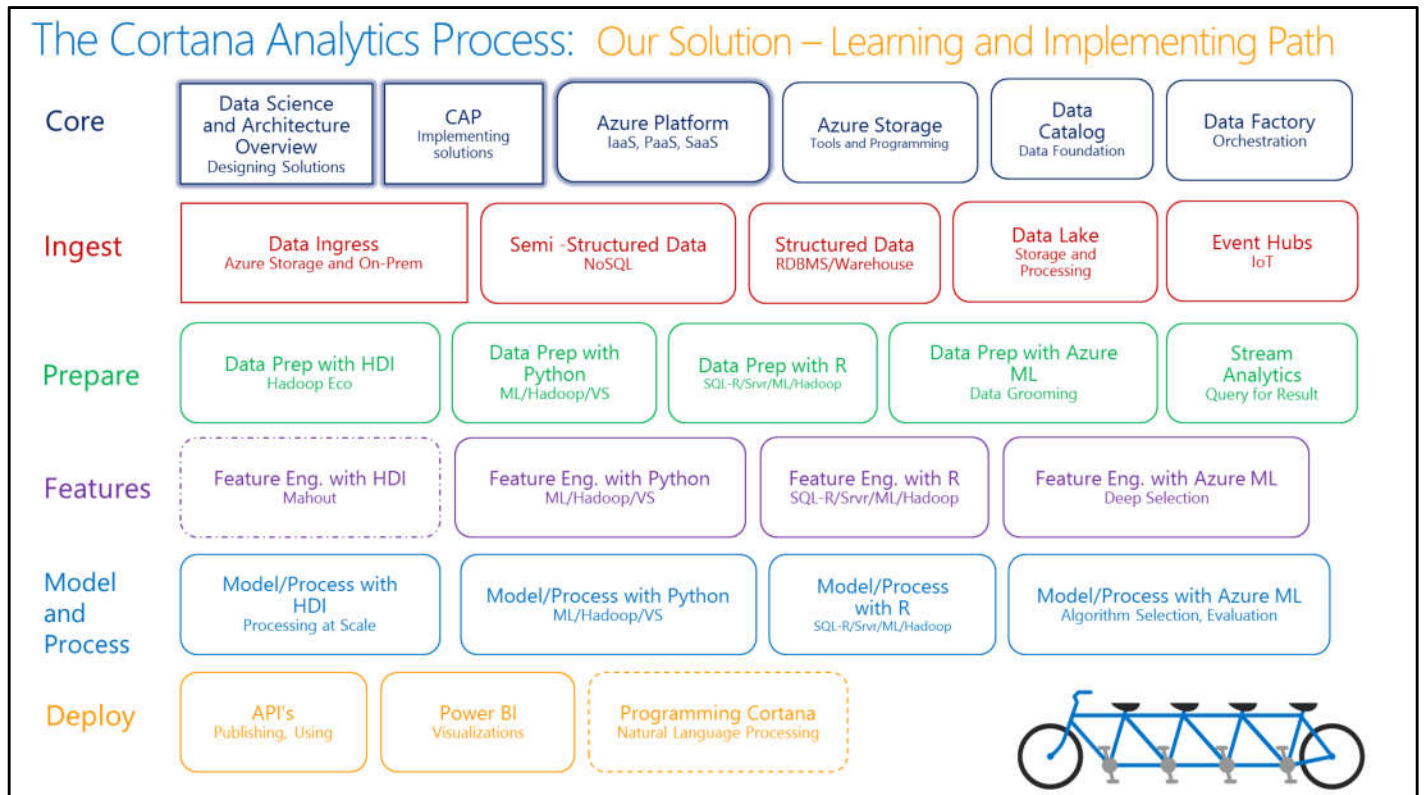 The Cortana Analytics Process: Our Solution – Learning and Implementing Path
Core
Data Science
and Architecture
Overview
Designing Solutions
CAP
Implementing
solutions
Azure Platform
IaaS, PaaS, SaaS
Azure Storage
Tools and Programming
Data
Catalog
Data Foundation
Data Factory
Orchestration
Ingest
Data Ingress
Azure Storage and On-Prem
Semi -Structured Data
NoSQL
Structured Data
RDBMS/Warehouse
Data Lake
Storage and
Processing
Event Hubs
IoT
Prepare
Data Prep with HDI
Hadoop Eco
Data Prep with
Python
ML/Hadoop/VS
Data Prep with R
SQL-R/Srvr/ML/Hadoop
Data Prep with Azure
ML
Data Grooming
Stream
Analytics
Query for Result
Features
Feature Eng. with HDI
Mahout
Feature Eng. with Python
ML/Hadoop/VS
Feature Eng. with R
SQL-R/Srvr/ML/Hadoop
Feature Eng. with Azure ML
Deep Selection
Model
and
Process
Model/Process with
HDI
Processing at Scale
Model/Process with Python
ML/Hadoop/VS
Model/Process
with R
SQL-R/Srvr/ML/Hadoop
Model/Process with Azure ML
Algorithm Selection, Evaluation
Deploy
API's
Publishing, Using
Power BI
Visualizations
Programming Cortana
Natural Language Processing